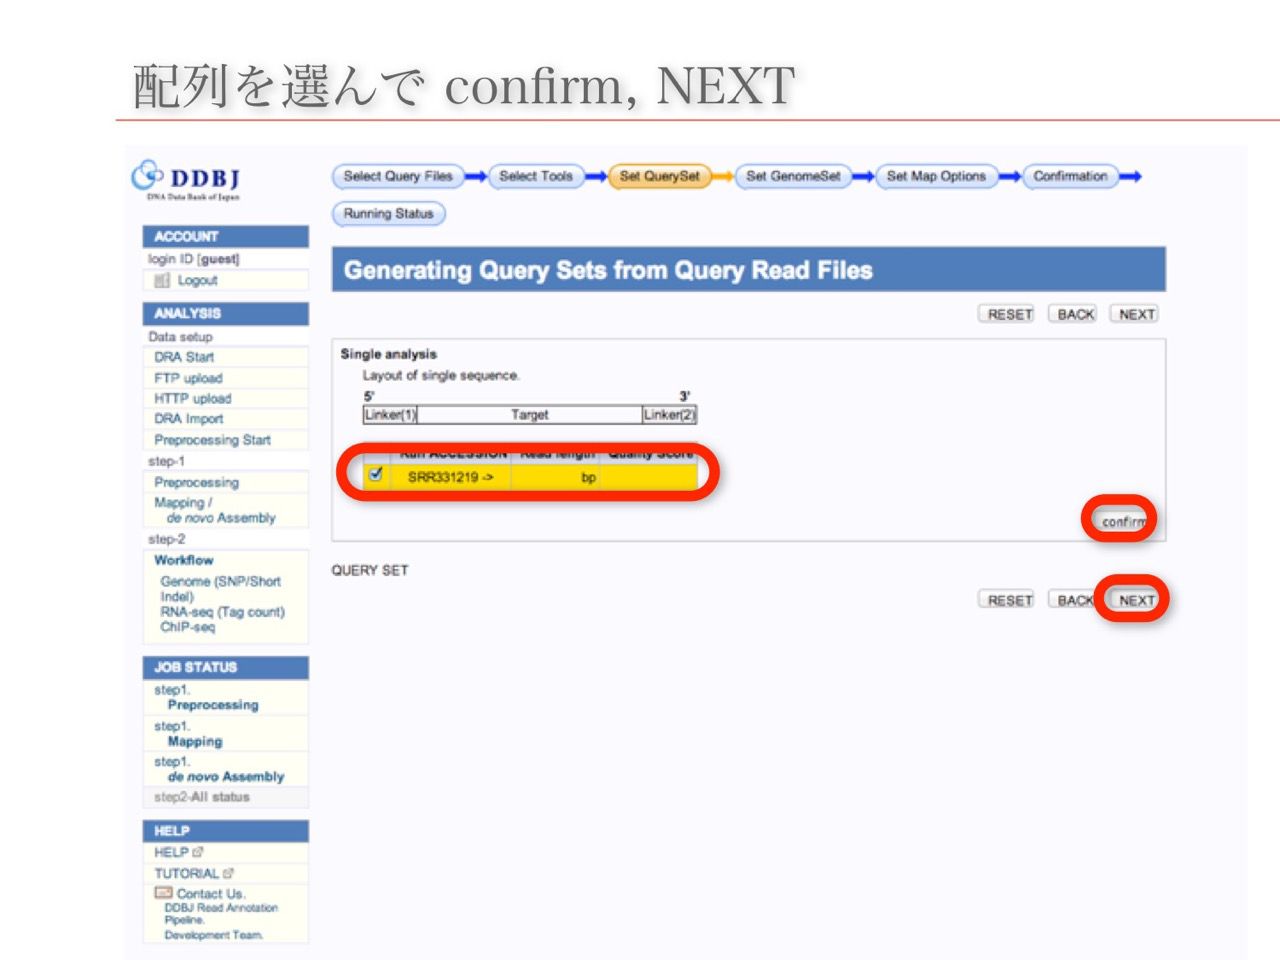 配列を選んで confirm, NEXT
DDBJ
DNA Data Bank of Japan
Select Query Files
Select Tools
Set QuerySet
Set GenomeSet
Set Map Options
Confirmation
Running Status
ACCOUNT
login ID [guest]
Logout
ANALYSIS
Data setup
DRA Start
FTP upload
HTTP upload
DRA Import
Preprocessing Start
step-1
Preprocessing
Mapping /
de novo Assembly
step-2
Workflow
Genome (SNP/Short
Indel)
RNA-seq (Tag count)
ChIP-seq
JOB STATUS
step1.
Preprocessing
step1.
Mapping
step1.
de novo Assembly
step2-All status
HELP
HELP
TUTORIAL
Contact Us.
DDBJ Read Annotation
Pipeline.
Development Team.
Generating Query Sets from Query Read Files
RESET BACK NEXT
Single analysis
Layout of single sequence.
5' 3'
Linker(1) Target Linker(2)
Run ACCESSION Read length Quality Score
SRR331219 -> bp
confirm
QUERY SET
RESET BACK NEXT